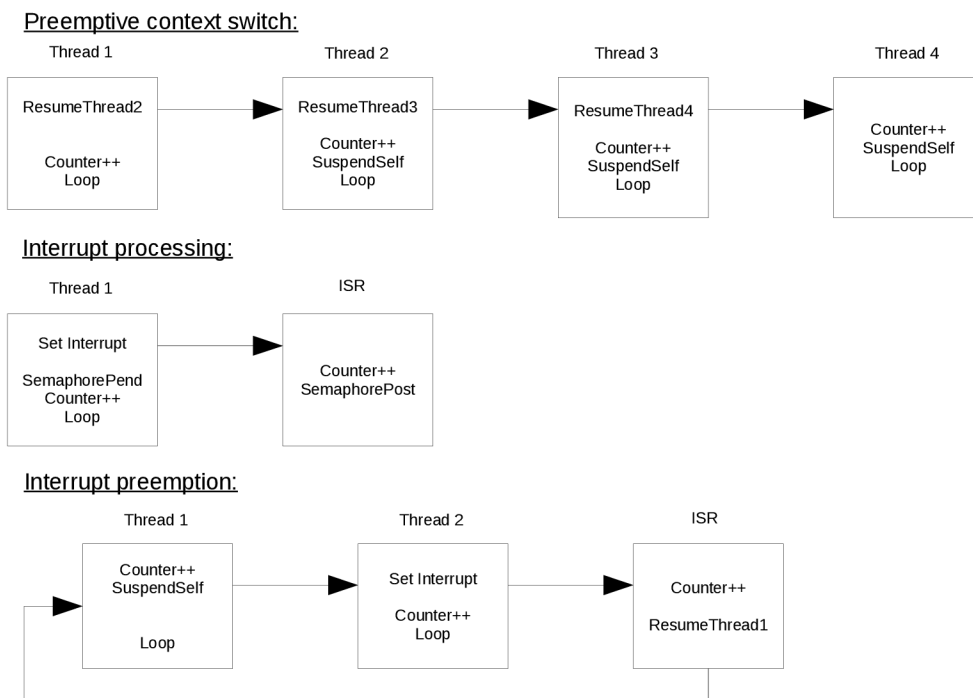 Preemptive context switch:
Thread 1
Thread 2
Thread 3
Thread 4
ResumeThread2
Counter++
Loop
ResumeThread3
Counter++
SuspendSelf
Loop
ResumeThread4
Counter++
SuspendSelf
Loop
Counter++
SuspendSelf
Loop
Interrupt processing:
Thread 1
ISR
Set Interrupt
SemaphorePend
Counter++
Loop
Counter++
SemaphorePost
Interrupt preemption:
Thread 1
Thread 2
ISR
Counter++
SuspendSelf
Loop
Set Interrupt
Counter++
Loop
Counter++
ResumeThread1